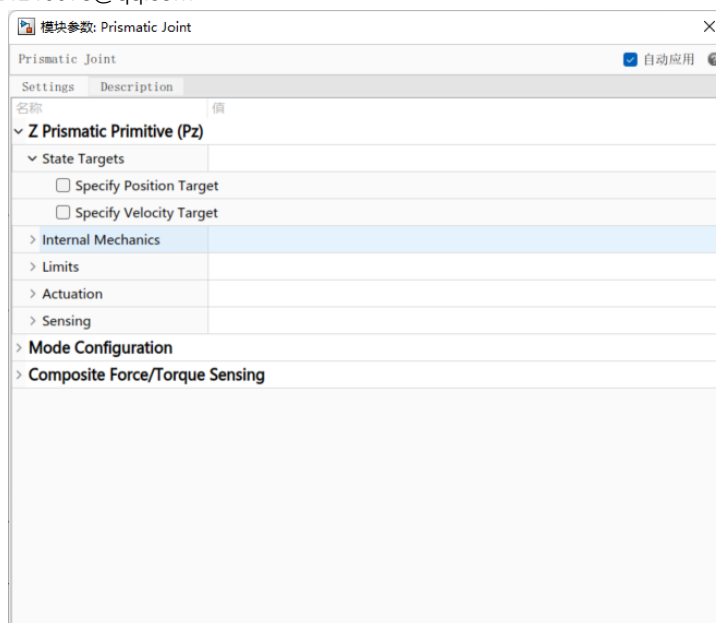 模块参数: Prismatic Joint
Prismatic Joint
自动应用
Settings Description
名称 值
Z Prismatic Primitive (Pz)
State Targets
Specify Position Target
Specify Velocity Target
Internal Mechanics
Limits
Actuation
Sensing
Mode Configuration
Composite Force/Torque Sensing